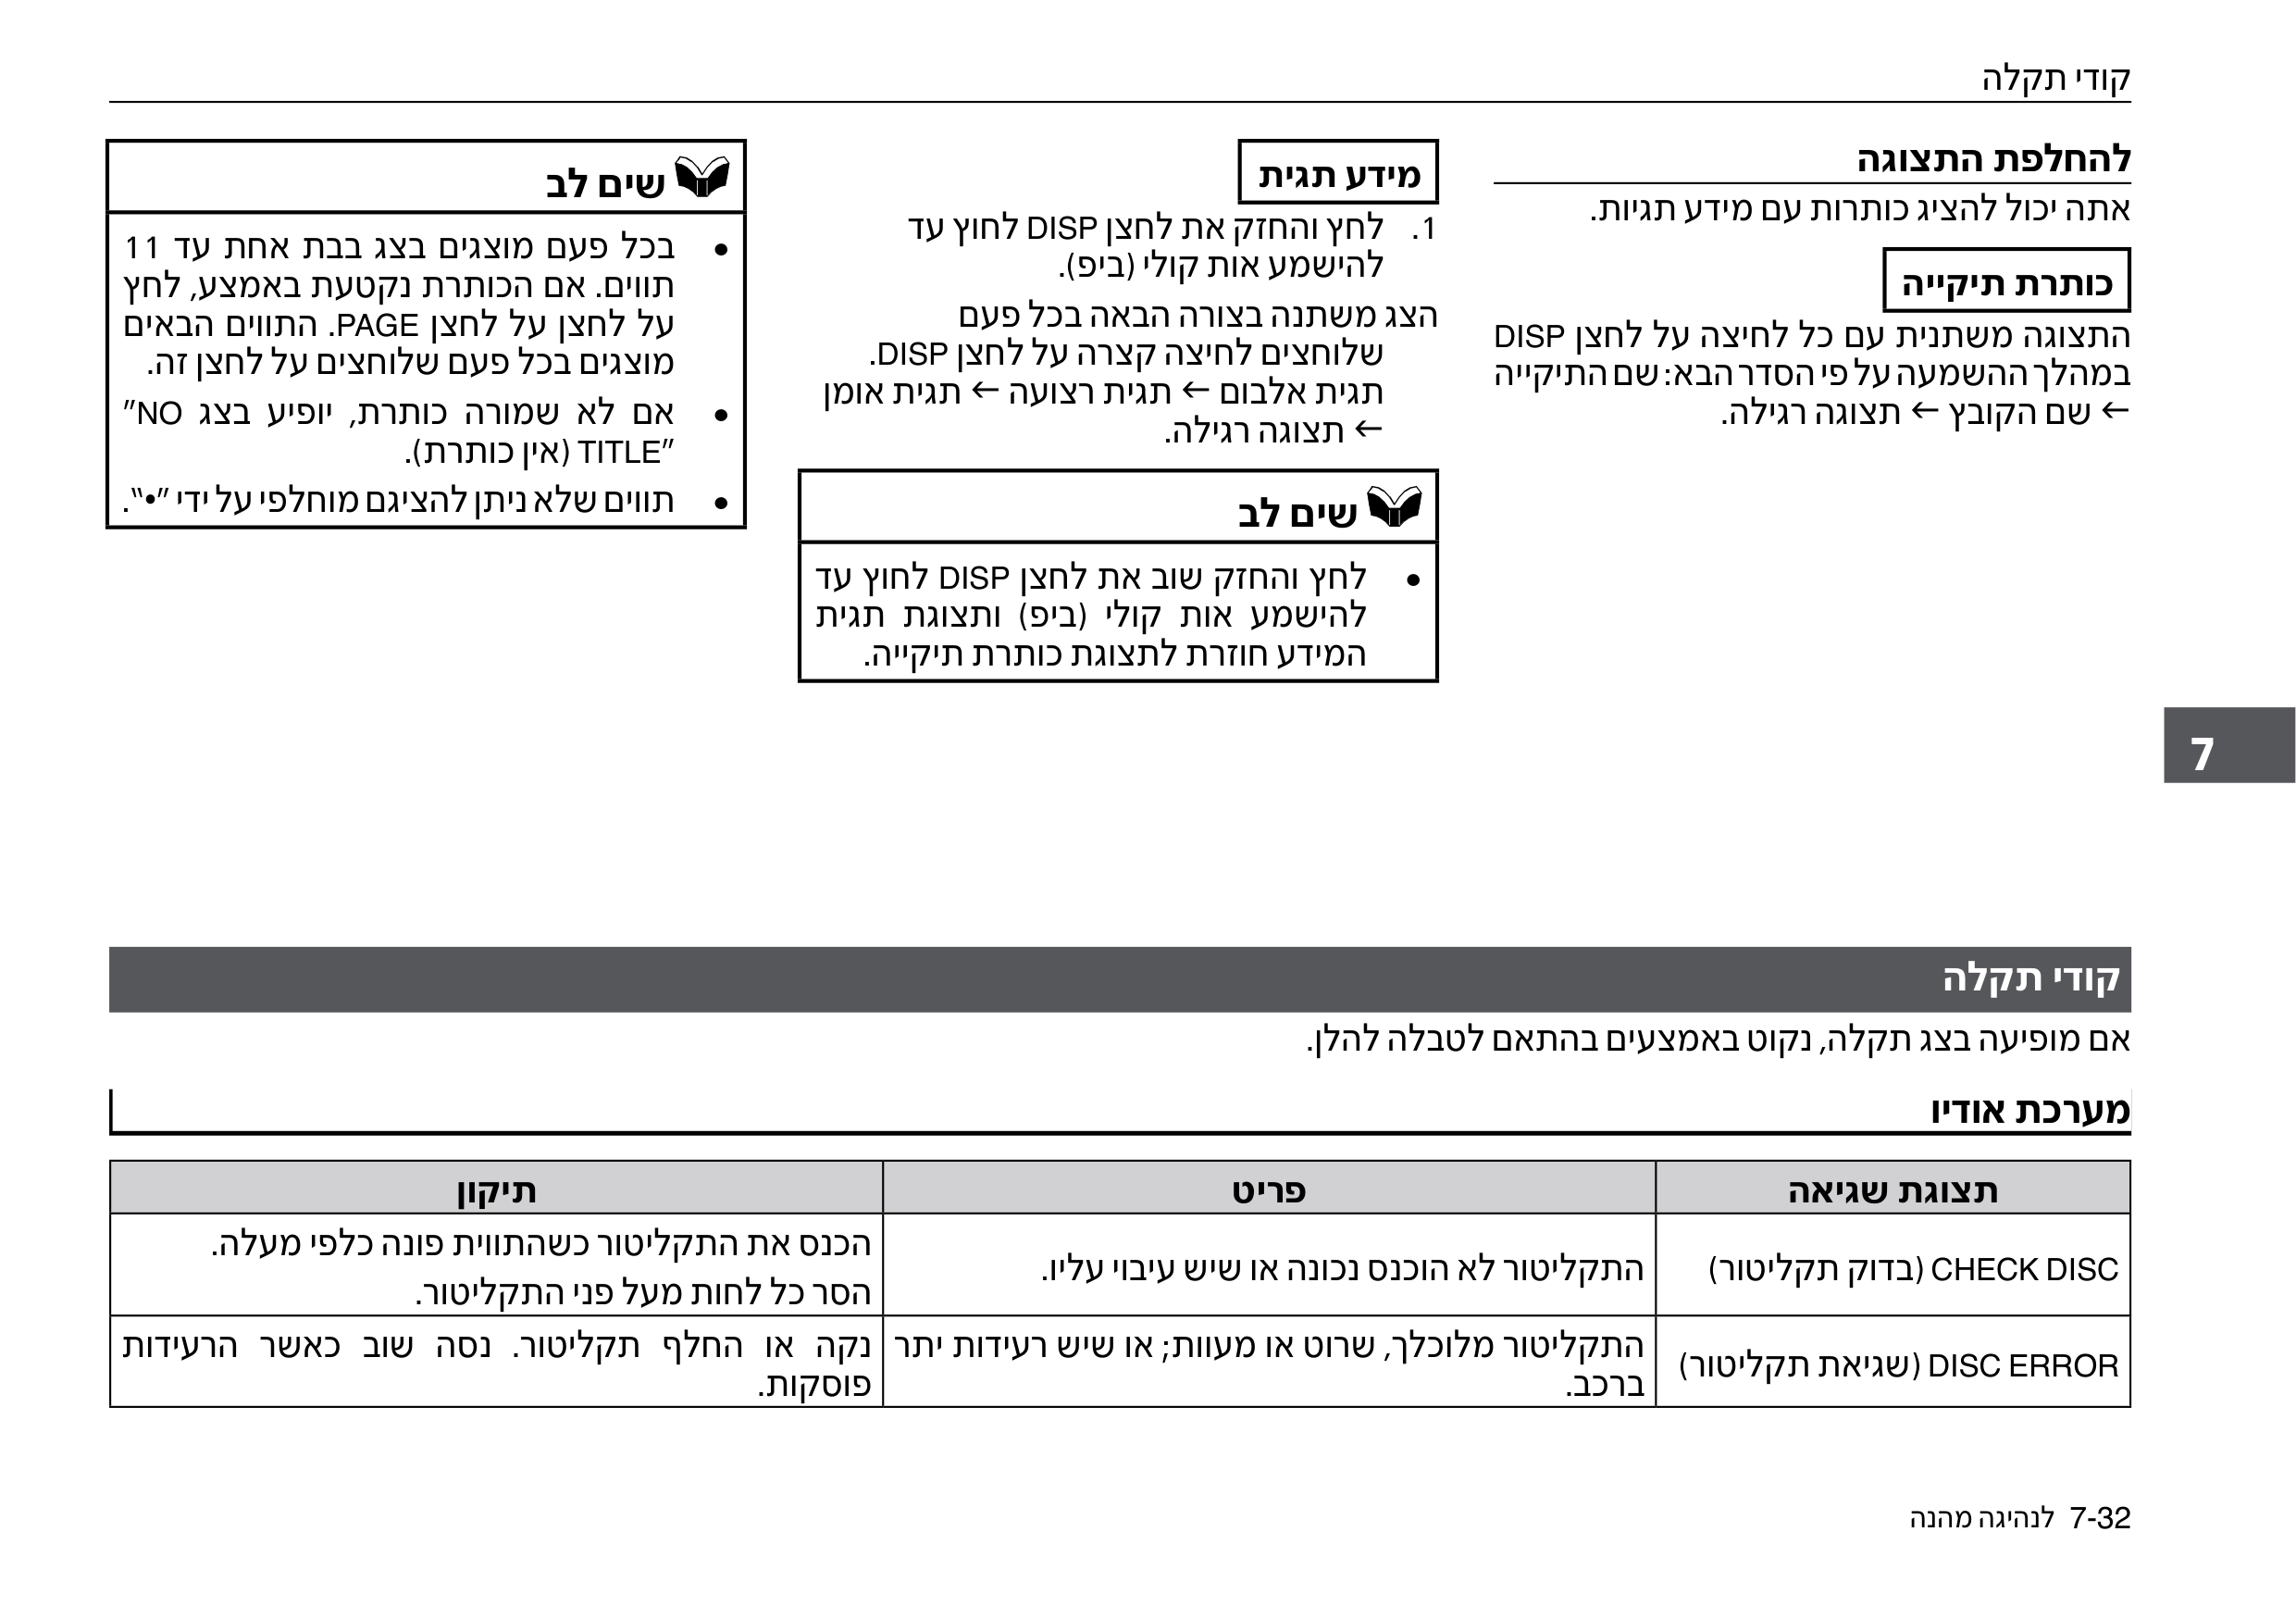 קודי תקלה
להחלפת התצוגה
אתה יכול להציג כותרות עם מידע תגיות.
כותרת תיקייה
התצוגה משתנית עם כל לחיצה על לחצן DISP
במהלך ההשמעה על פי הסדר הבא: שם התיקייה
← שם הקובץ ← תצוגה רגילה.
מידע תגית
1. לחץ והחזק את לחצן DISP לחוץ עד
להישמע אות קולי (ביפ).
הצג משתנה בצורה הבאה בכל פעם
שלוחצים לחיצה קצרה על לחצן DISP.
תגית אלבום ← תגית רצועה ← תגית אומן
← תצוגה רגילה.
שים לב
• לחץ והחזק שוב את לחצן DISP לחוץ עד
להישמע אות קולי (ביפ) ותצוגת תגית
המידע חוזרת לתצוגת כותרת תיקייה.
שים לב
• בכל פעם מוצגים בצג בבת אחת עד 11
תווים. אם הכותרת נקטעת באמצע, לחץ
על לחצן על לחצן PAGE. התווים הבאים
מוצגים בכל פעם שלוחצים על לחצן זה.
• אם לא שמורה כותרת, יופיע בצג NO"
"TITLE (אין כותרת).
• תווים שלא ניתן להציגם מוחלפי על ידי "•".
7
קודי תקלה
אם מופיעה בצג תקלה, נקוט באמצעים בהתאם לטבלה להלן.
מערכת אודיו
תצוגת שגיאה פריט תיקון
CHECK DISC (בדוק תקליטור) התקליטור לא הוכנס נכונה או שיש עיבוי עליו. הכנס את התקליטור כשהתווית פונה כלפי מעלה.
הסר כל לחות מעל פני התקליטור.
DISC ERROR (שגיאת תקליטור) התקליטור מלוכלך, שרוט או מעוות; או שיש רעידות יתר
ברכב.
נקה או החלף תקליטור. נסה שוב כאשר הרעידות
פוסקות.
7-32 לנהיגה מהנה